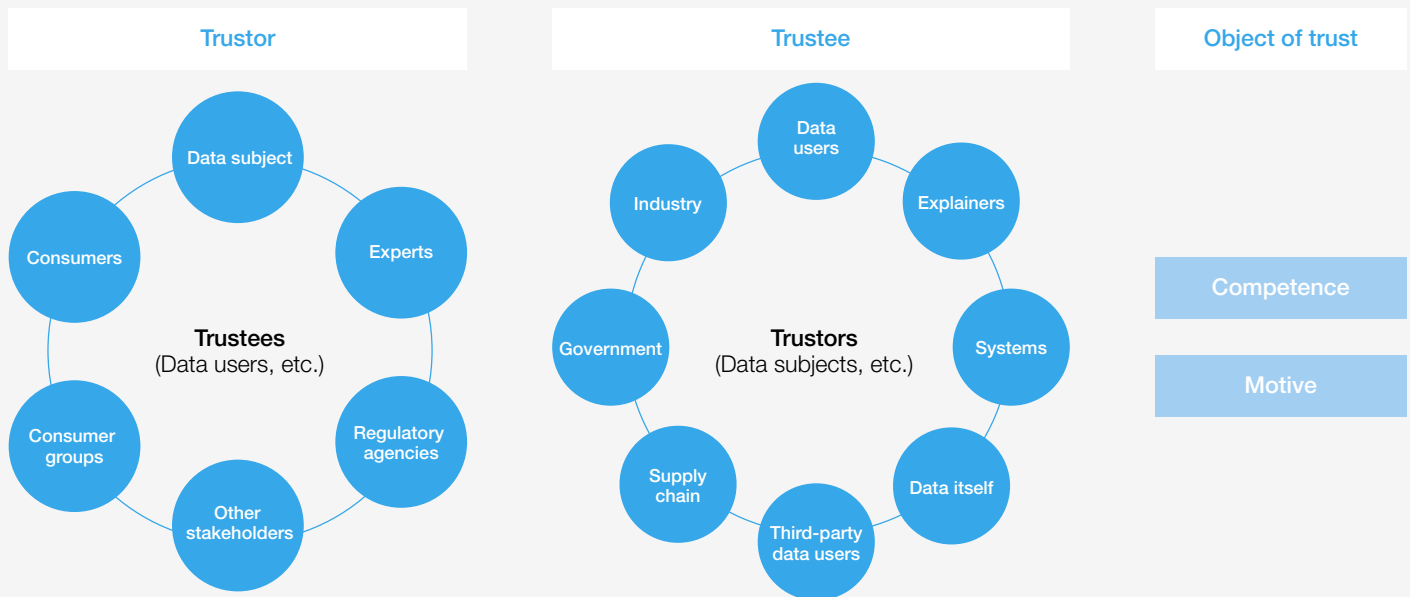 Trustor
Data subject
Experts
Regulatory
agencies
Other
stakeholders
Consumer
groups
Consumers
Trustees
(Data users, etc.)
Trustee
Data
users
Explainers
Systems
Data itself
Third-party
data users
Supply
chain
Government
Industry
Trustors
(Data subjects, etc.)
Object of trust
Competence
Motive